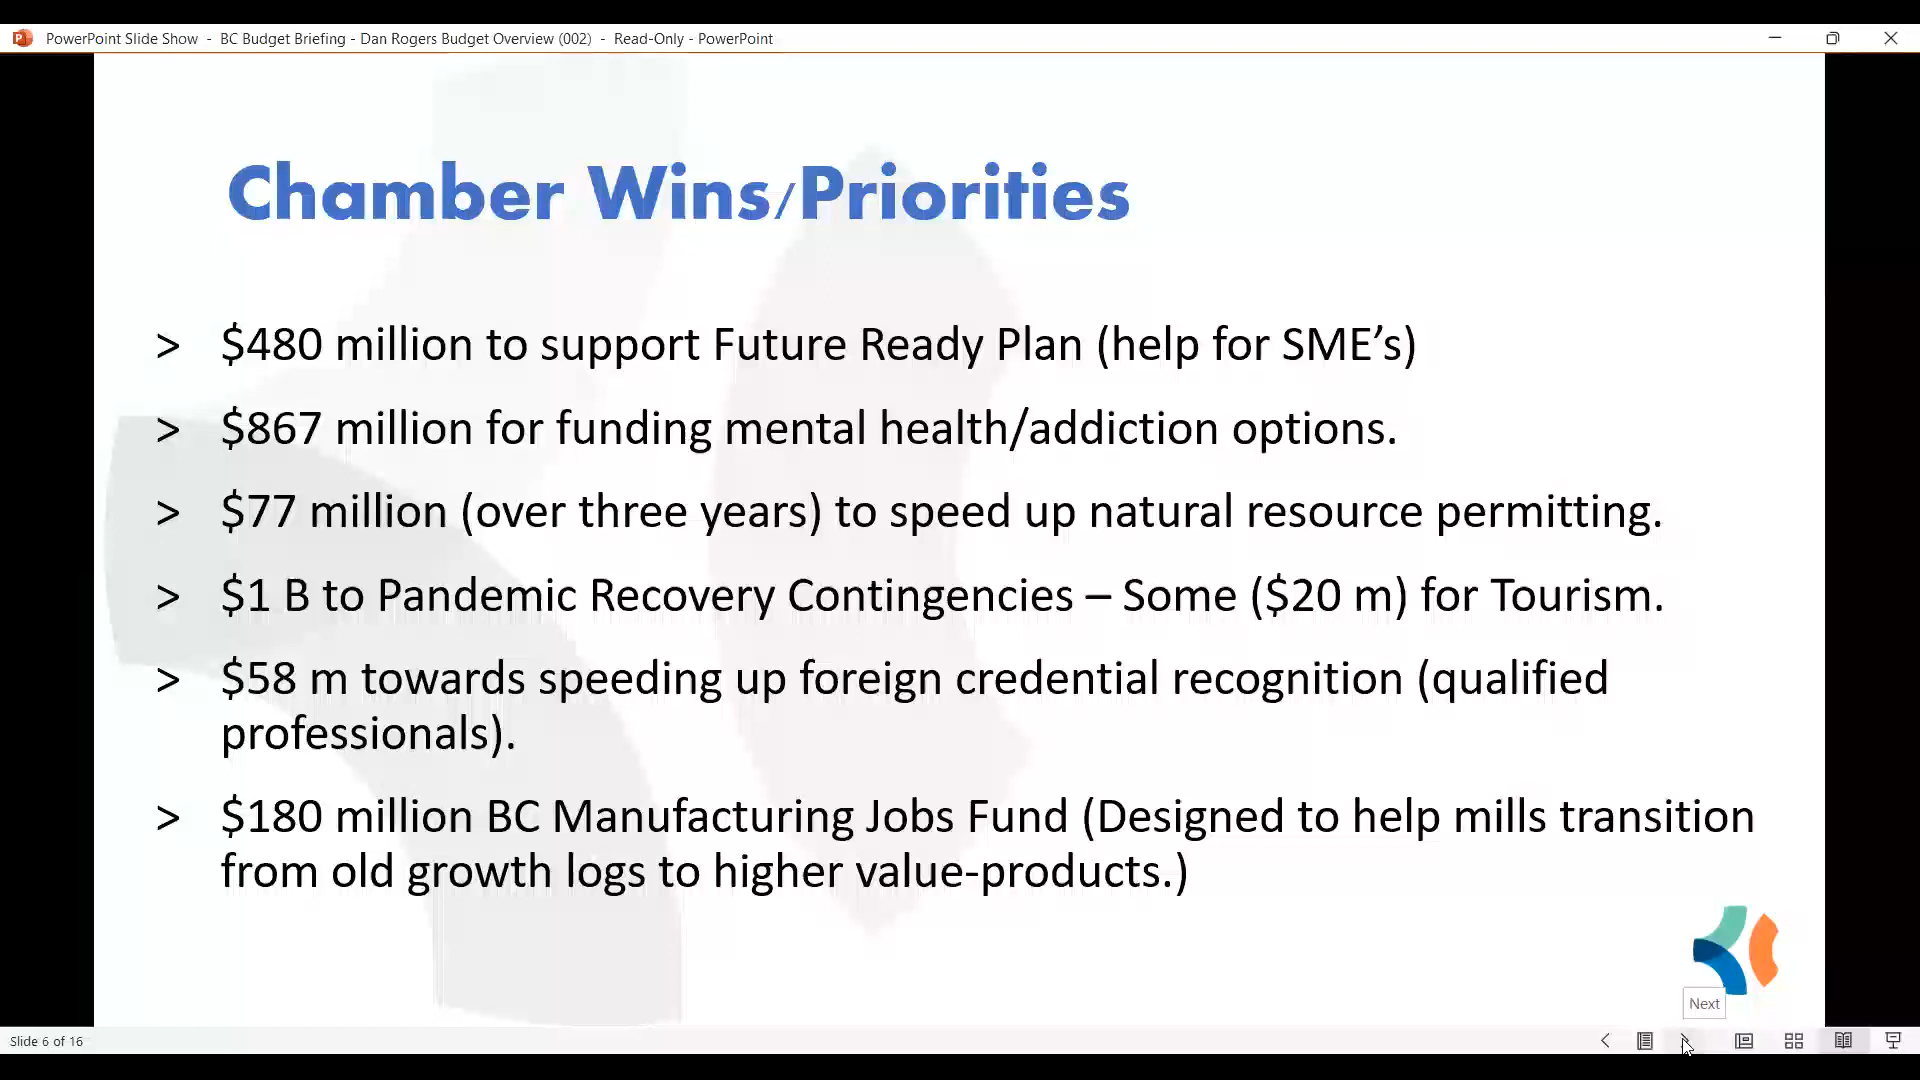 PowerPoint Slide Show - BC Budget Briefing - Dan Rogers Budget Overview (002) - Read-Only - PowerPoint
Chamber Wins/Priorities
> $480 million to support Future Ready Plan (help for SME’s)
> $867 million for funding mental health/addiction options.
> $77 million (over three years) to speed up natural resource permitting.
> $1 B to Pandemic Recovery Contingencies – Some ($20 m) for Tourism.
> $58 m towards speeding up foreign credential recognition (qualified
professionals).
> $180 million BC Manufacturing Jobs Fund (Designed to help mills transition
from old growth logs to higher value-products.)
Next
Slide 6 of 16